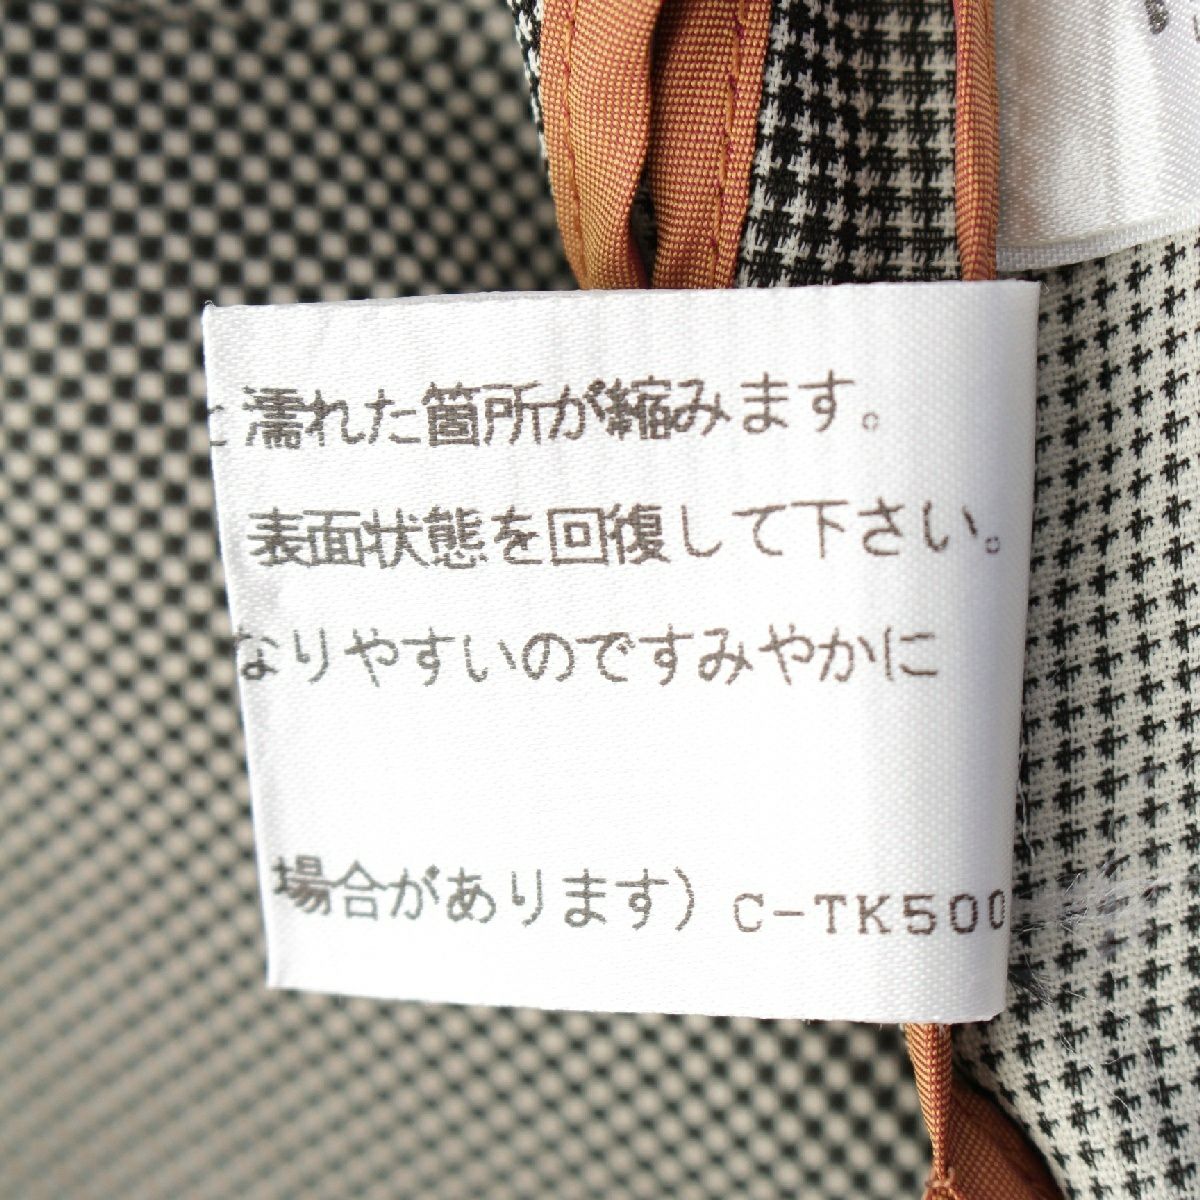 と濡れた箇所が縮みます。
表面状態を回復して下さい。
なりやすいのですみやかに
場合があります) C-TK500